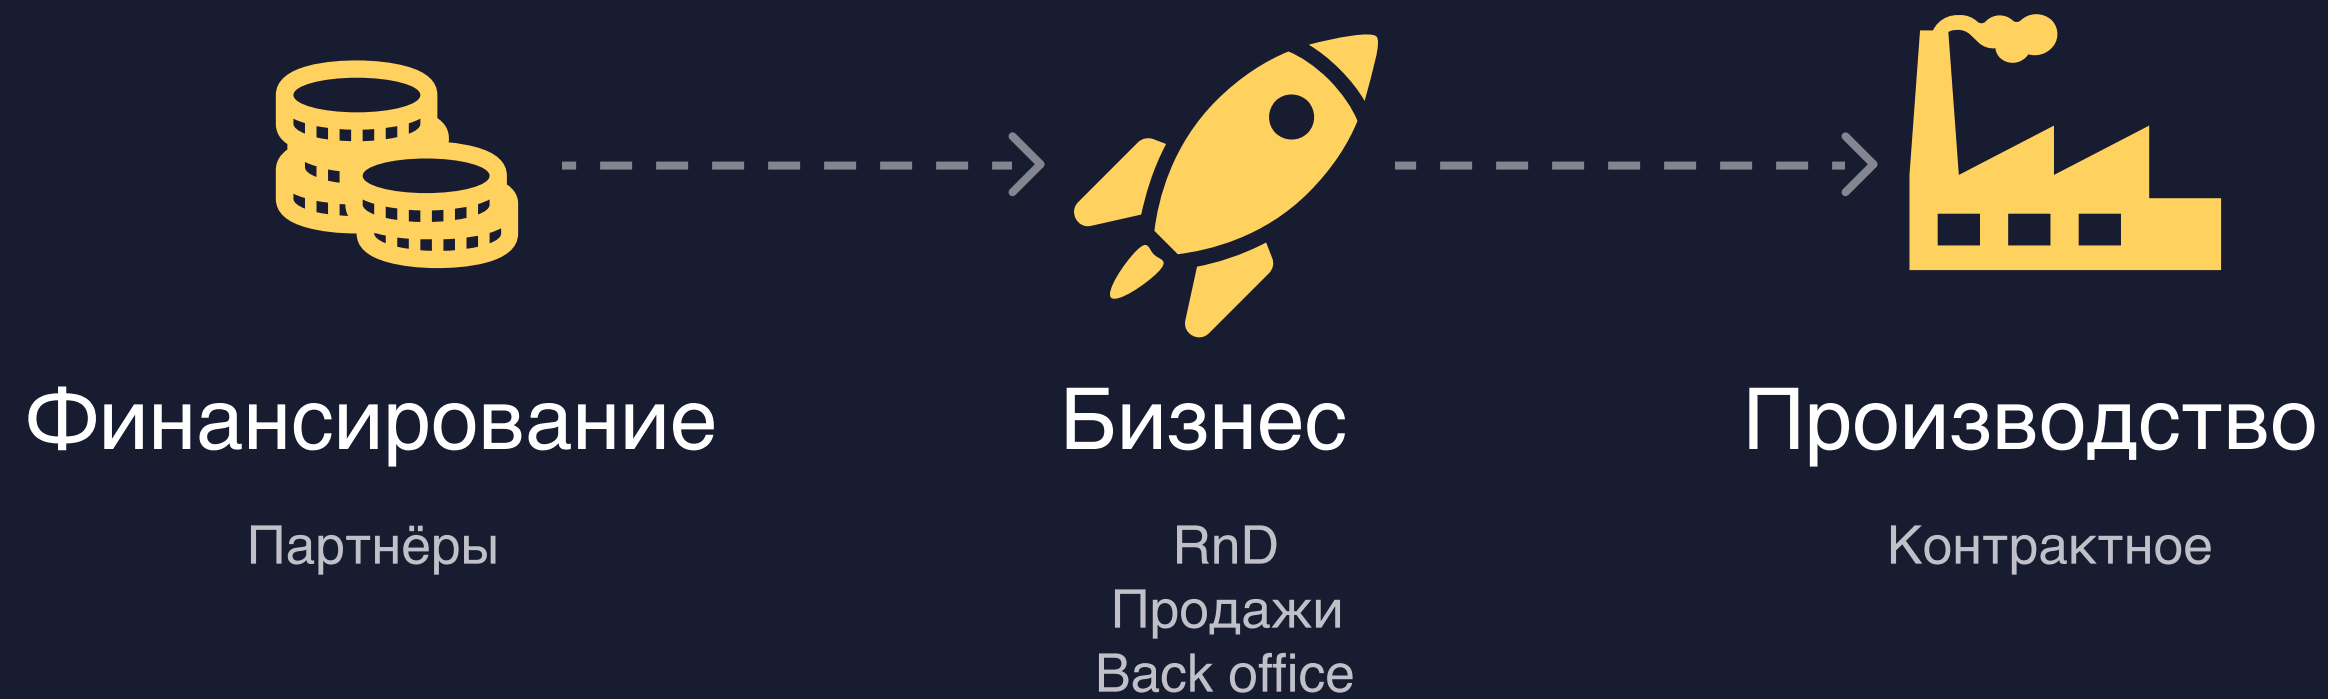 Финансирование
Бизнес
Производство
Партнёры
RnD
Контрактное
Продажи
Back office